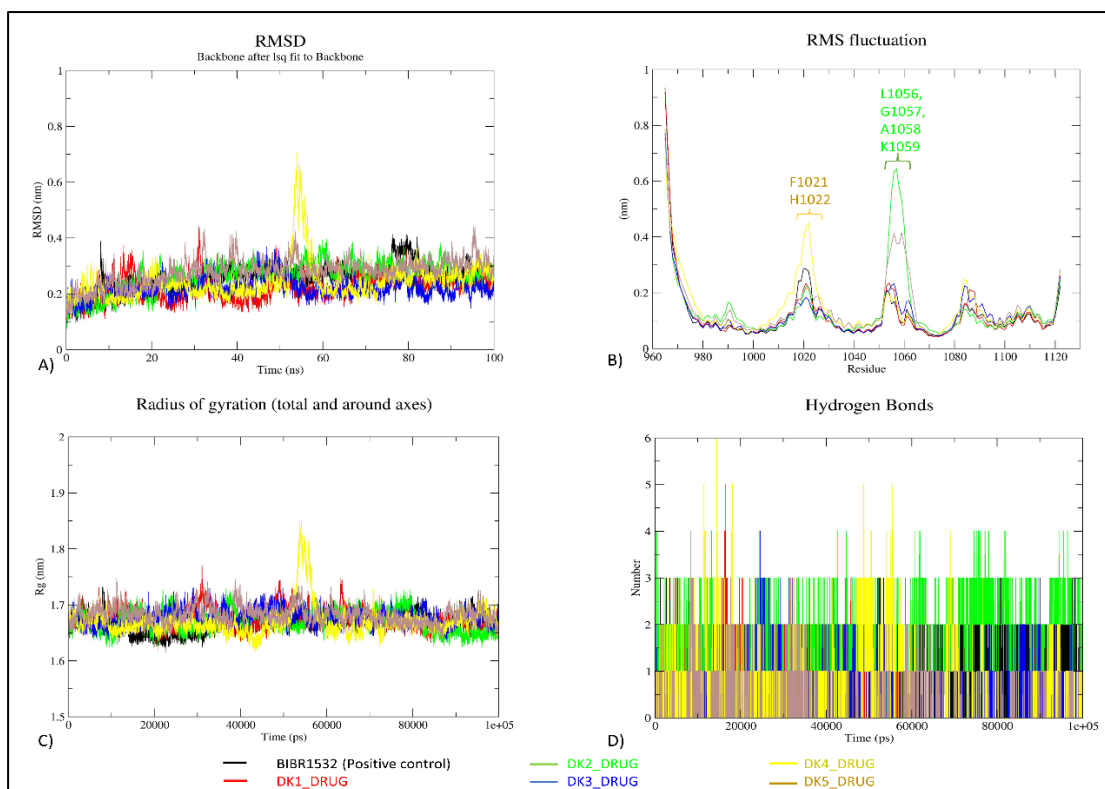 RMSD
Backbone after lsq fit to Backbone
1
0.8
0.6
0.4
0.2
0
RMSD (nm)
0 20 40 60 80 100
Time (ns)
A)
RMS fluctuation
L1056,
G1057,
A1058
K1059
F1021
H1022
1
0.8
0.6
0.4
0.2
0
(nm)
960 980 1000 1020 1040 1060 1080 1100 1120
Residue
B)
Radius of gyration (total and around axes)
2
1.9
1.8
1.7
1.6
1.5
Rg (nm)
0 20000 40000 60000 80000 1e+05
Time (ps)
C)
Hydrogen Bonds
6
5
4
3
2
1
0
Number
0 20000 40000 60000 80000 1e+05
Time (ps)
D)
BIBR1532 (Positive control) DK2_DRUG DK4_DRUG
DK1_DRUG DK3_DRUG DK5_DRUG